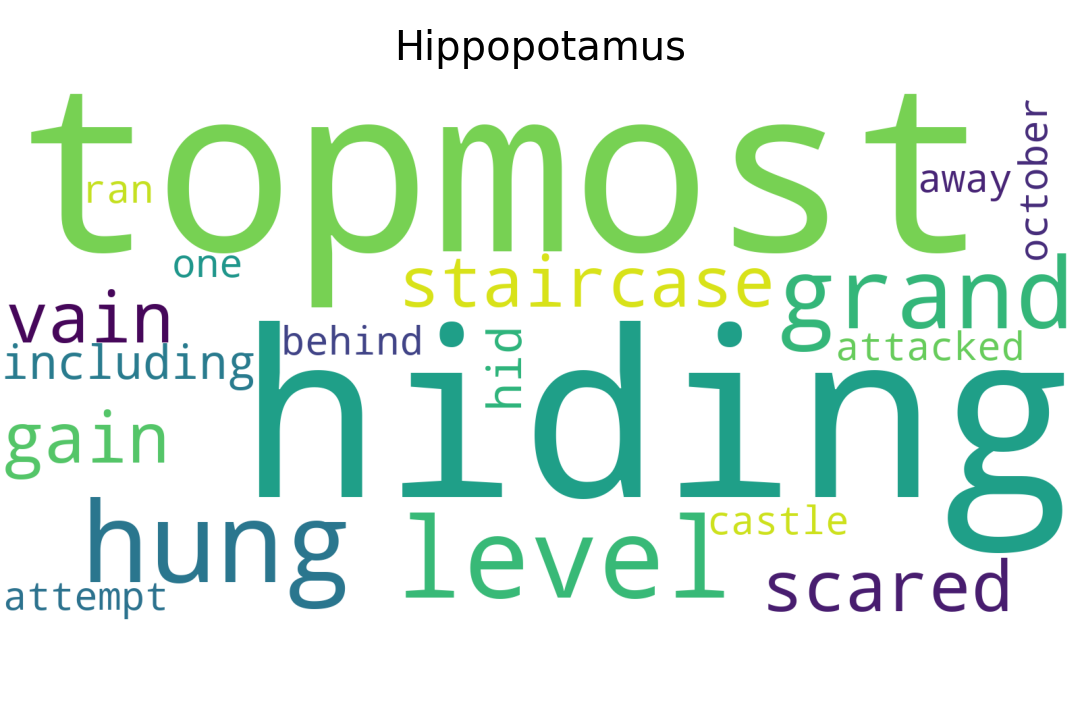 Hippopotamus
topmost
ran
away
october
one
staircase
grand
vain
including
behind
hid
attacked
hiding
gain
hung
level
castle
scared
attempt